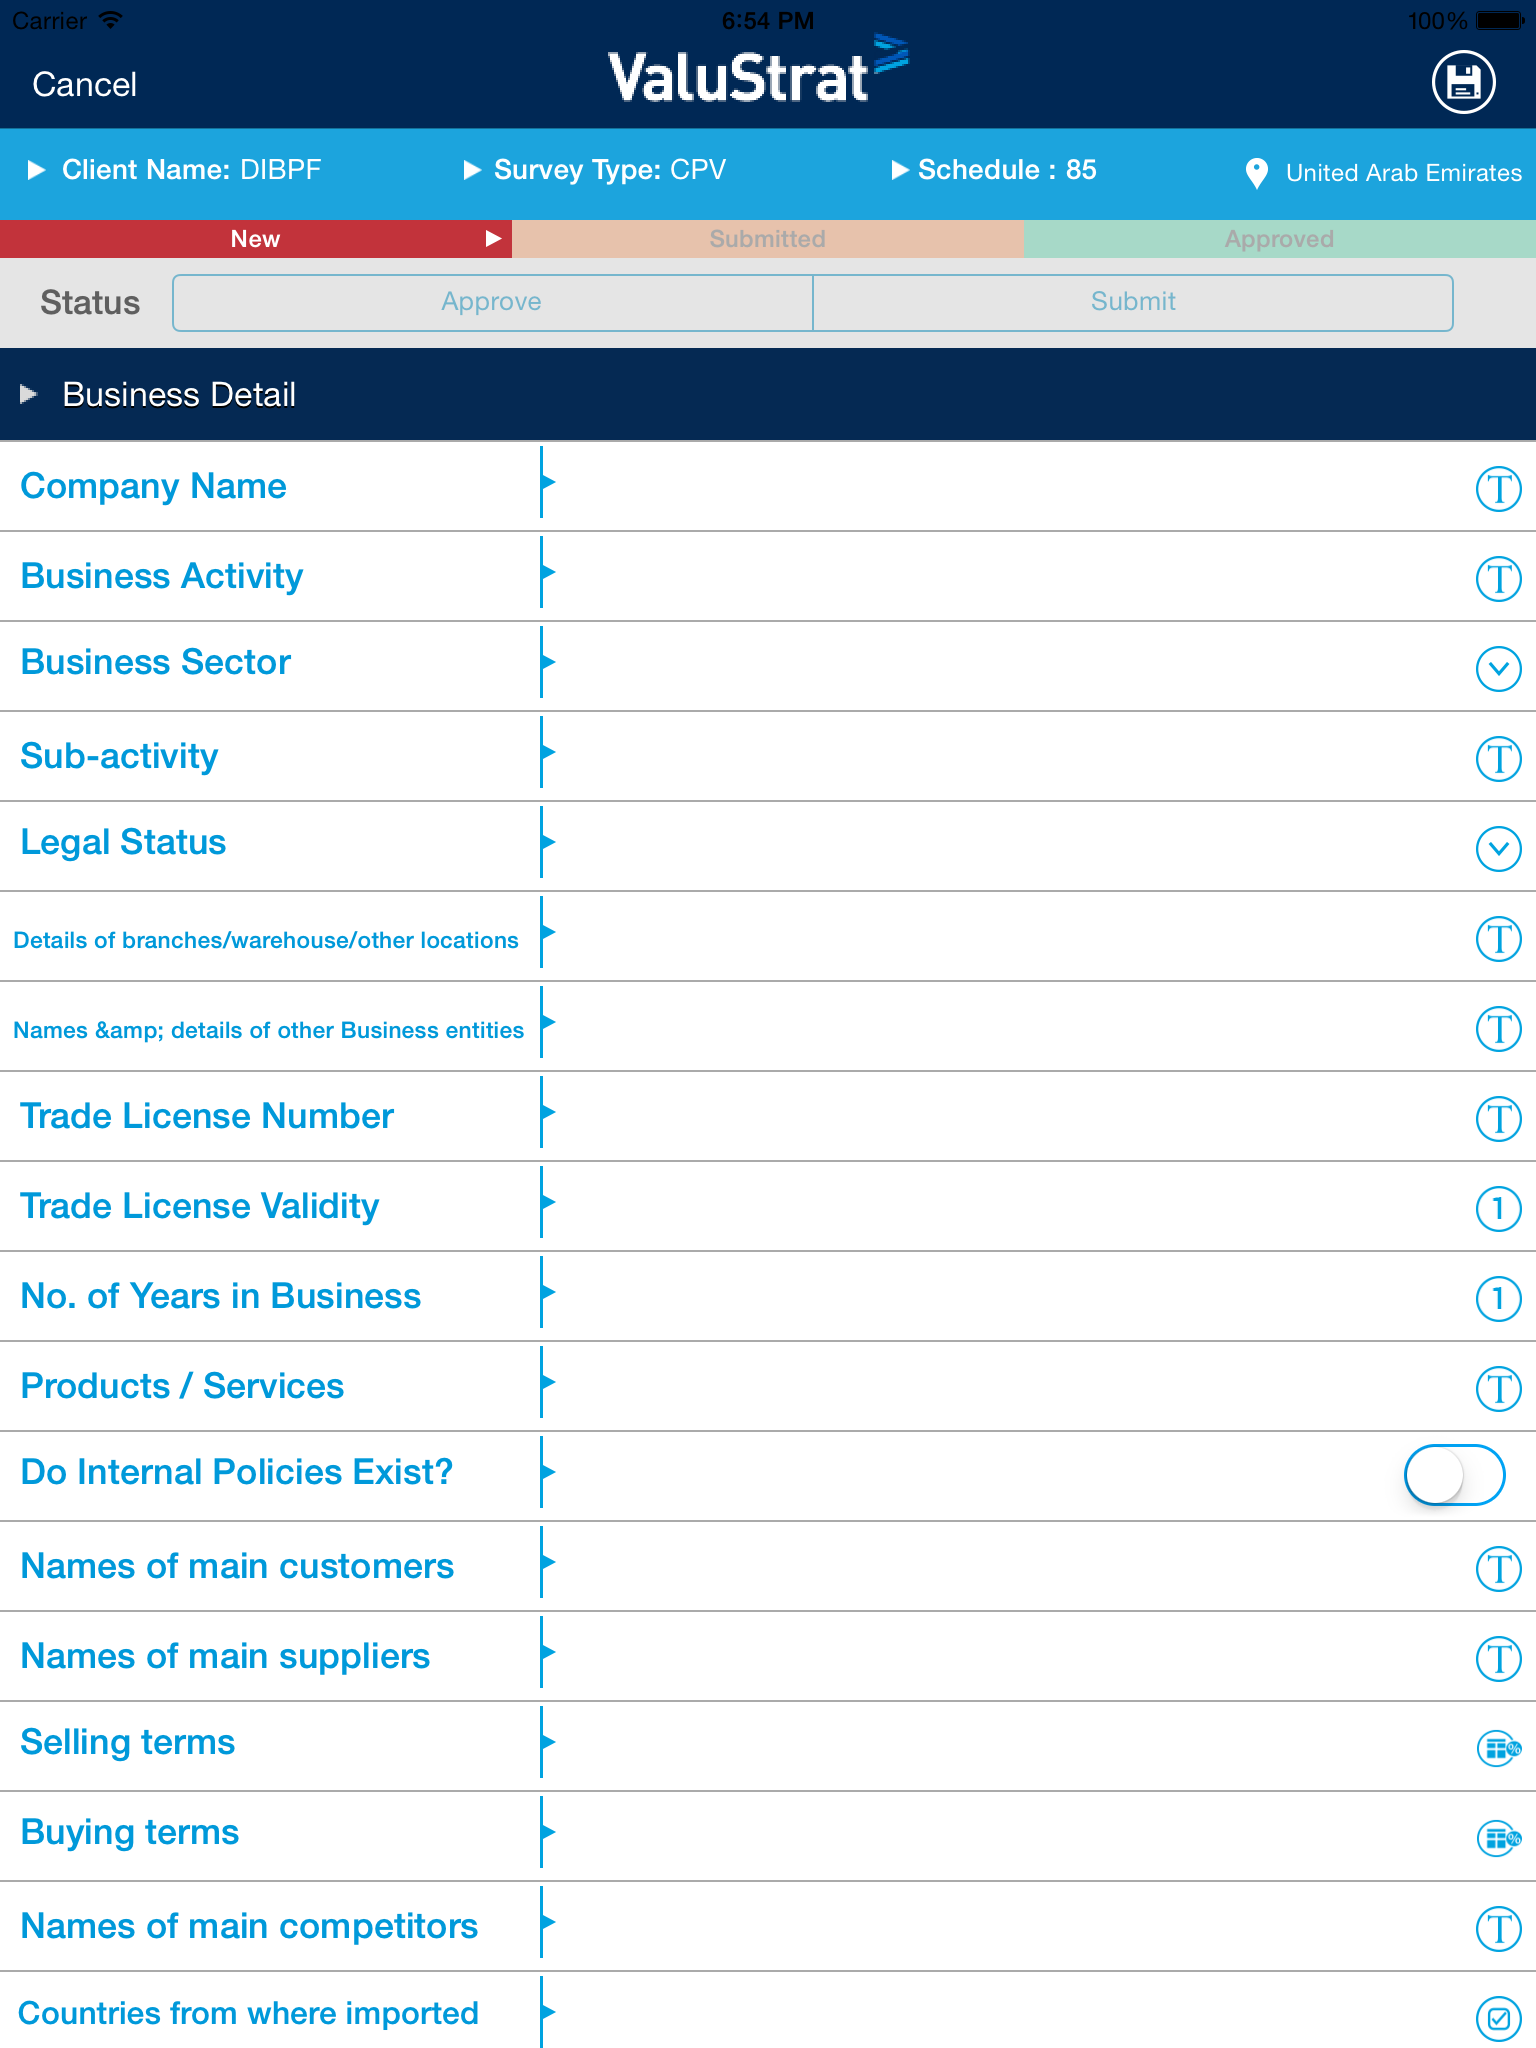 Carrier 6:54 PM 100%
Cancel ValuStrat
Client Name: DIBPF Survey Type: CPV Schedule : 85 United Arab Emirates
New Submitted Approved
Status Approve Submit
Business Detail
Company Name T
Business Activity T
Business Sector
Sub-activity T
Legal Status
Details of branches/warehouse/other locations T
Names &amp; details of other Business entities T
Trade License Number T
Trade License Validity 1
No. of Years in Business 1
Products / Services T
Do Internal Policies Exist?
Names of main customers T
Names of main suppliers T
Selling terms %
Buying terms %
Names of main competitors T
Countries from where imported